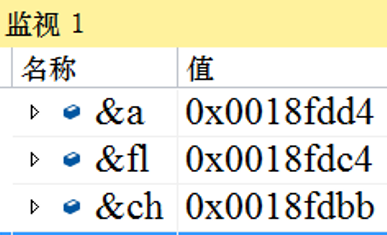 监视 1
名称 值
&a 0x0018fdd4
&fl 0x0018fdc4
&ch 0x0018fdbb